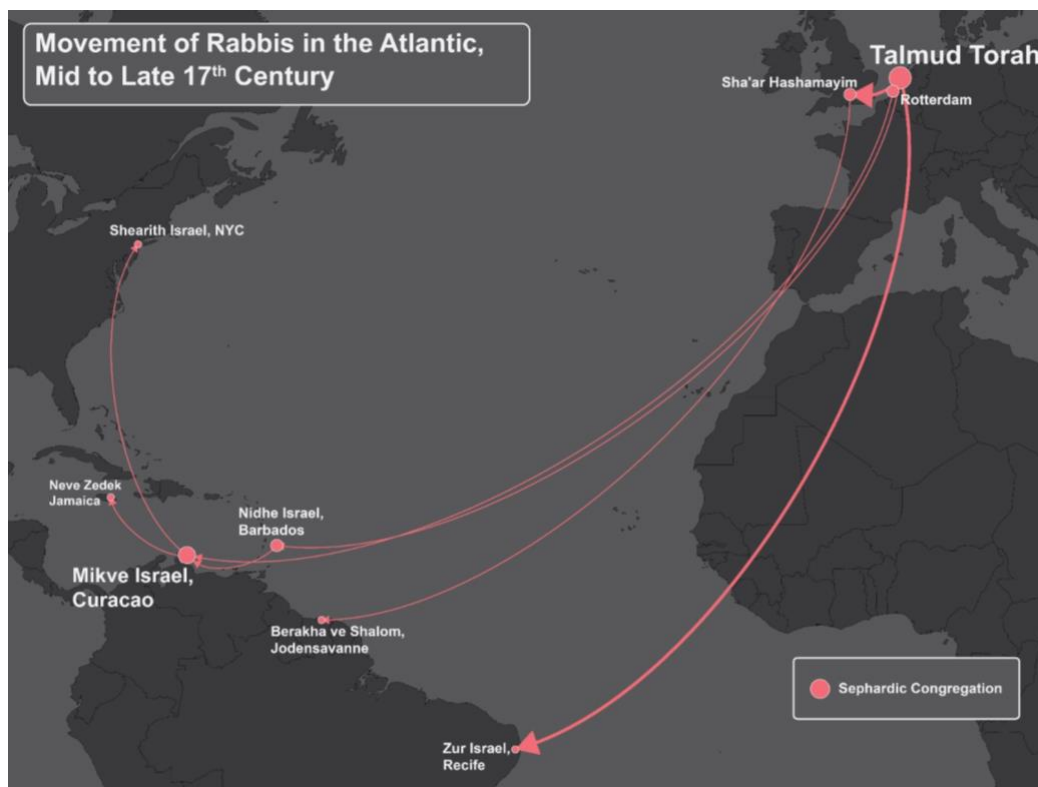 Movement of Rabbis in the Atlantic,
Mid to Late 17th Century
Talmud Torah
Sha'ar Hashamayim
Rotterdam
Shearith Israel, NYC
Neve Zedek
Jamaica
Nidhe Israel,
Barbados
Mikve Israel,
Curacao
Berakha ve Shalom,
Jodensavanne
Sephardic Congregation
Zur Israel,
Recife